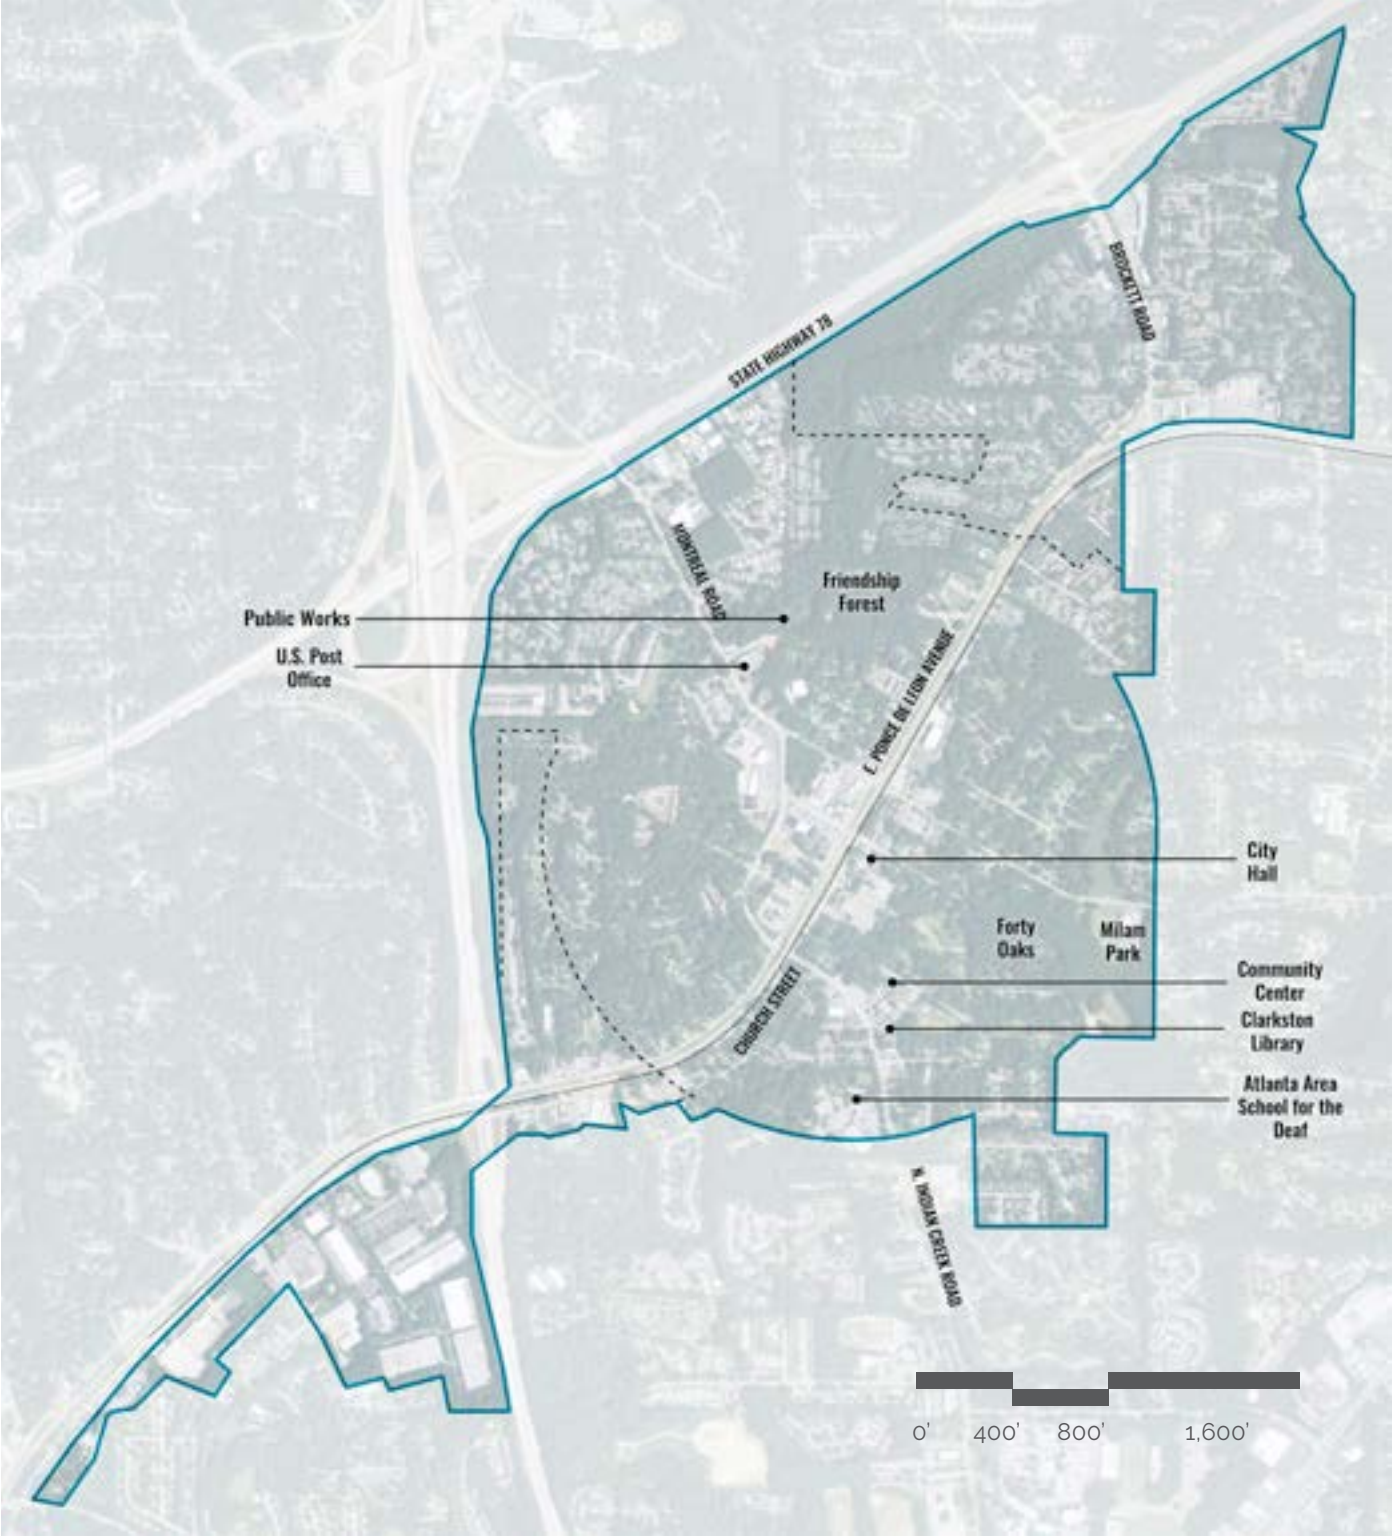 BROCKETT ROAD
STATE HIGHWAY 78
MONTREAL ROAD
Friendship
Forest
Public Works
U.S. Post
Office
E. PONCE DE LEON AVENUE
City
Hall
Forty
Oaks
Milam
Park
Community
Center
CHURCH STREET
Clarkston
Library
Atlanta Area
School for the
Deaf
N. INDIAN CREEK ROAD
0' 400' 800' 1,600'